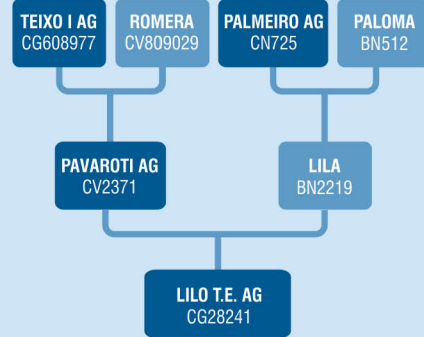 TEIXO I AG
CG608977
ROMERA
CV809029
PALMEIRO AG
CN725
PALOMA
BN512
PAVAROTI AG
CV2371
LILA
BN2219
LILO T.E. AG
CG28241